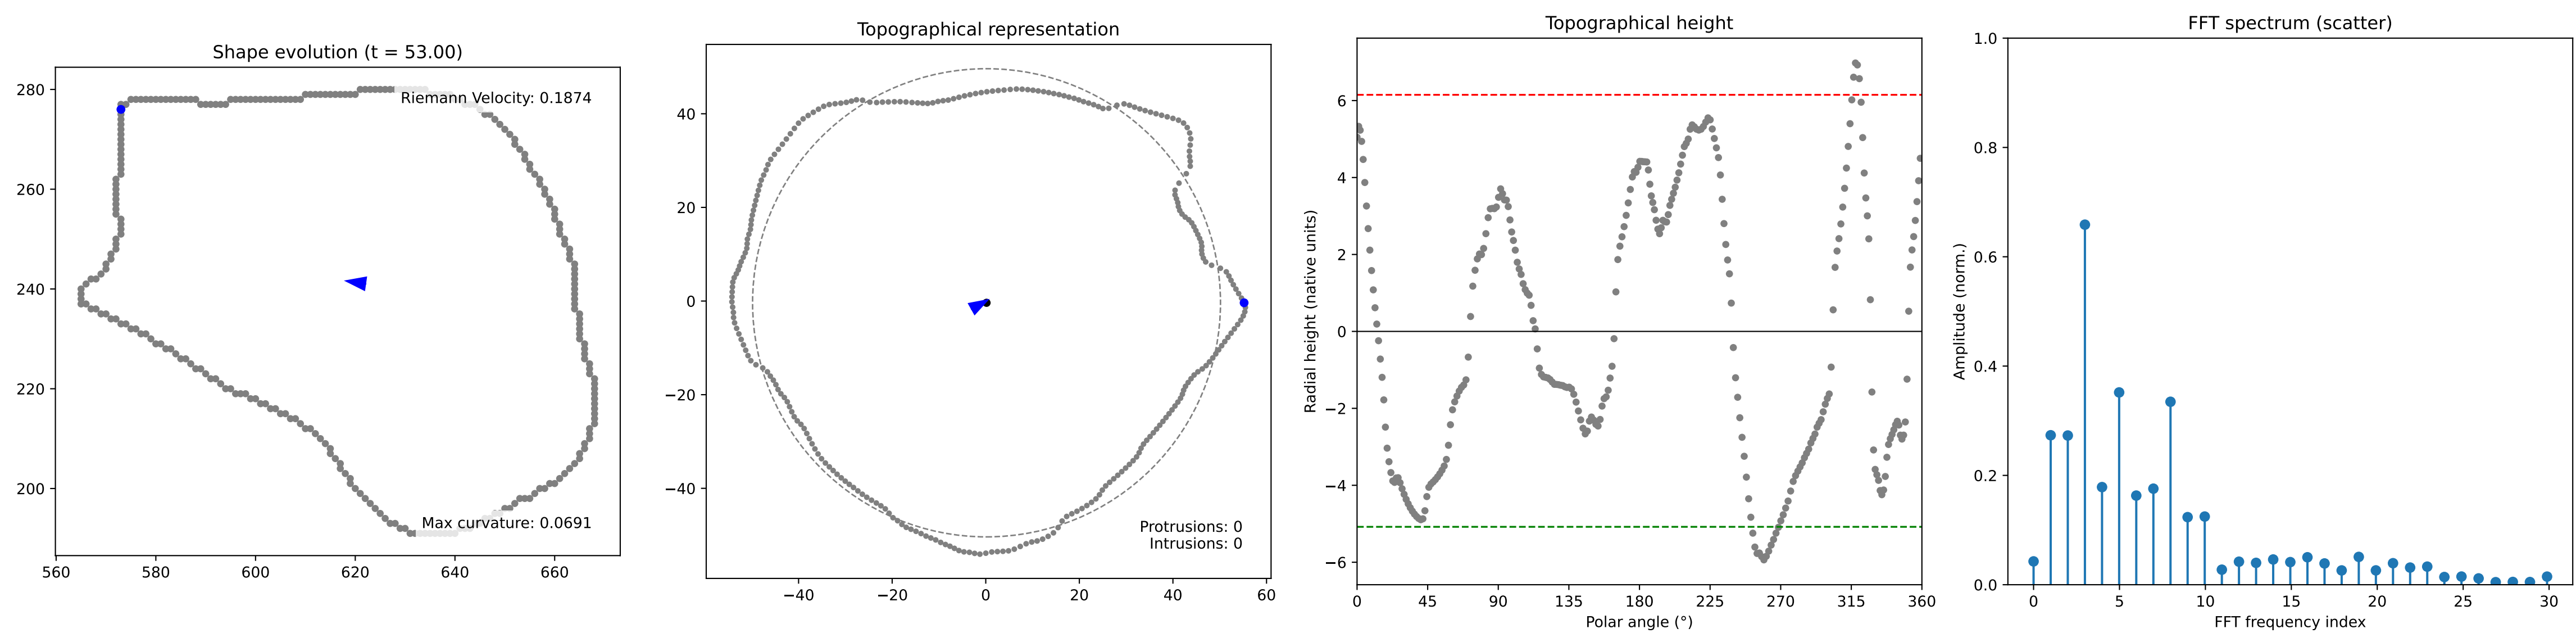 Shape evolution (t = 53.00)
280
260
240
220
200
560 580 600 620 640 660
Riemann Velocity: 0.1874
Max curvature: 0.0691
Topographical representation
40
20
0
−20
−40
−40 −20 0 20 40 60
Protrusions: 0
Intrusions: 0
Topographical height
Radial height (native units)
6
4
2
0
−2
−4
−6
0 45 90 135 180 225 270 315 360
Polar angle (°)
FFT spectrum (scatter)
Amplitude (norm.)
1.0
0.8
0.6
0.4
0.2
0.0
0 5 10 15 20 25 30
FFT frequency index